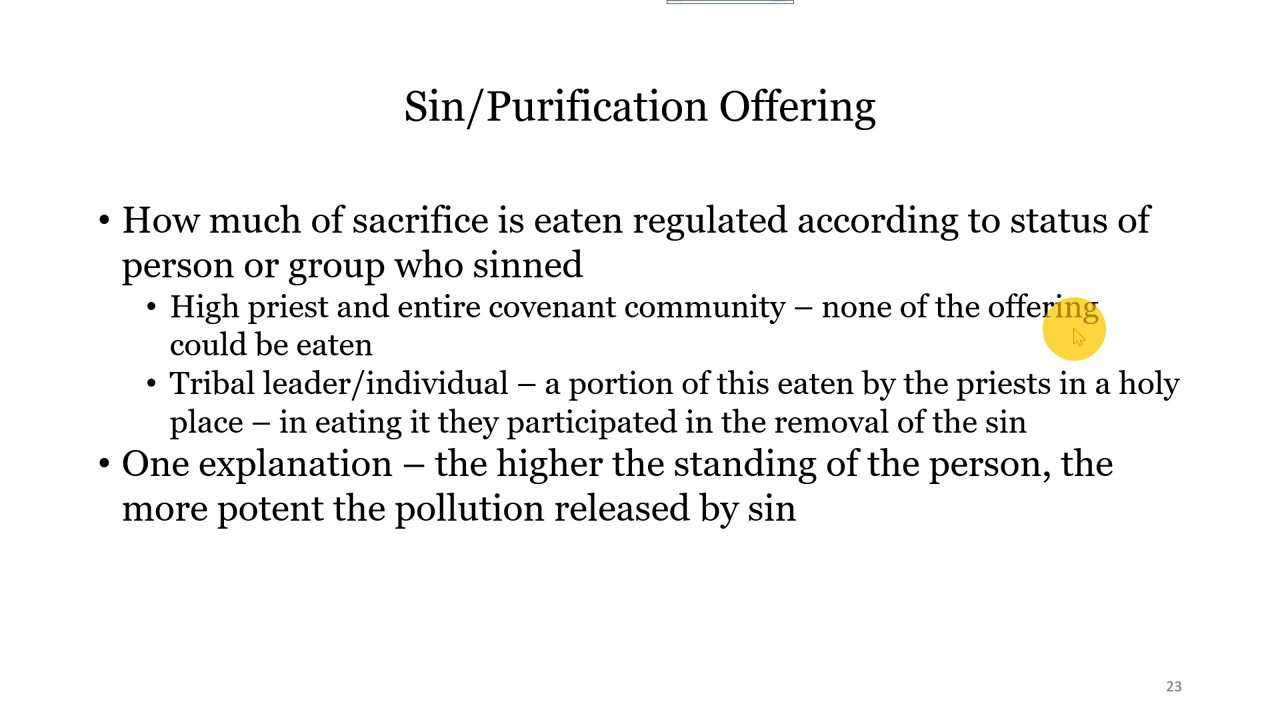 Sin/Purification Offering
• How much of sacrifice is eaten regulated according to status of
person or group who sinned
• High priest and entire covenant community – none of the offering
could be eaten
• Tribal leader/individual – a portion of this eaten by the priests in a holy
place – in eating it they participated in the removal of the sin
• One explanation – the higher the standing of the person, the
more potent the pollution released by sin
23